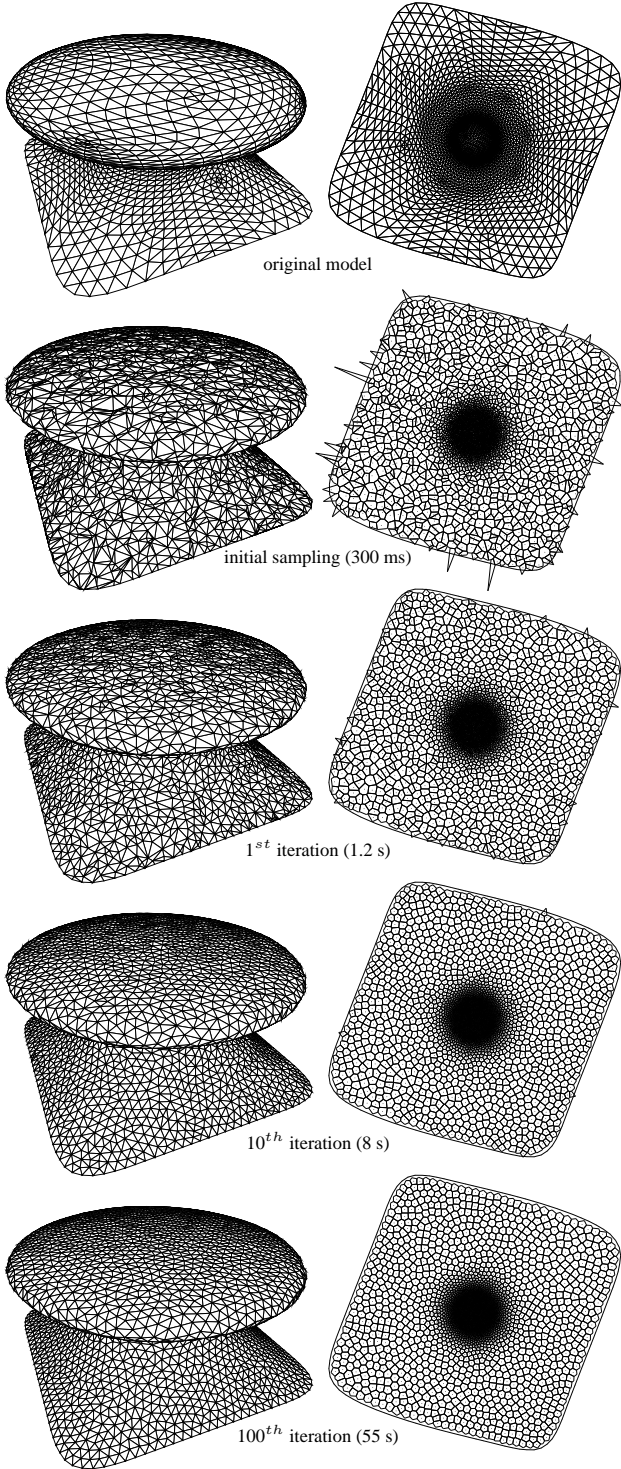 original model
initial sampling (300 ms)
1st iteration (1.2 s)
10th iteration (8 s)
100th iteration (55 s)